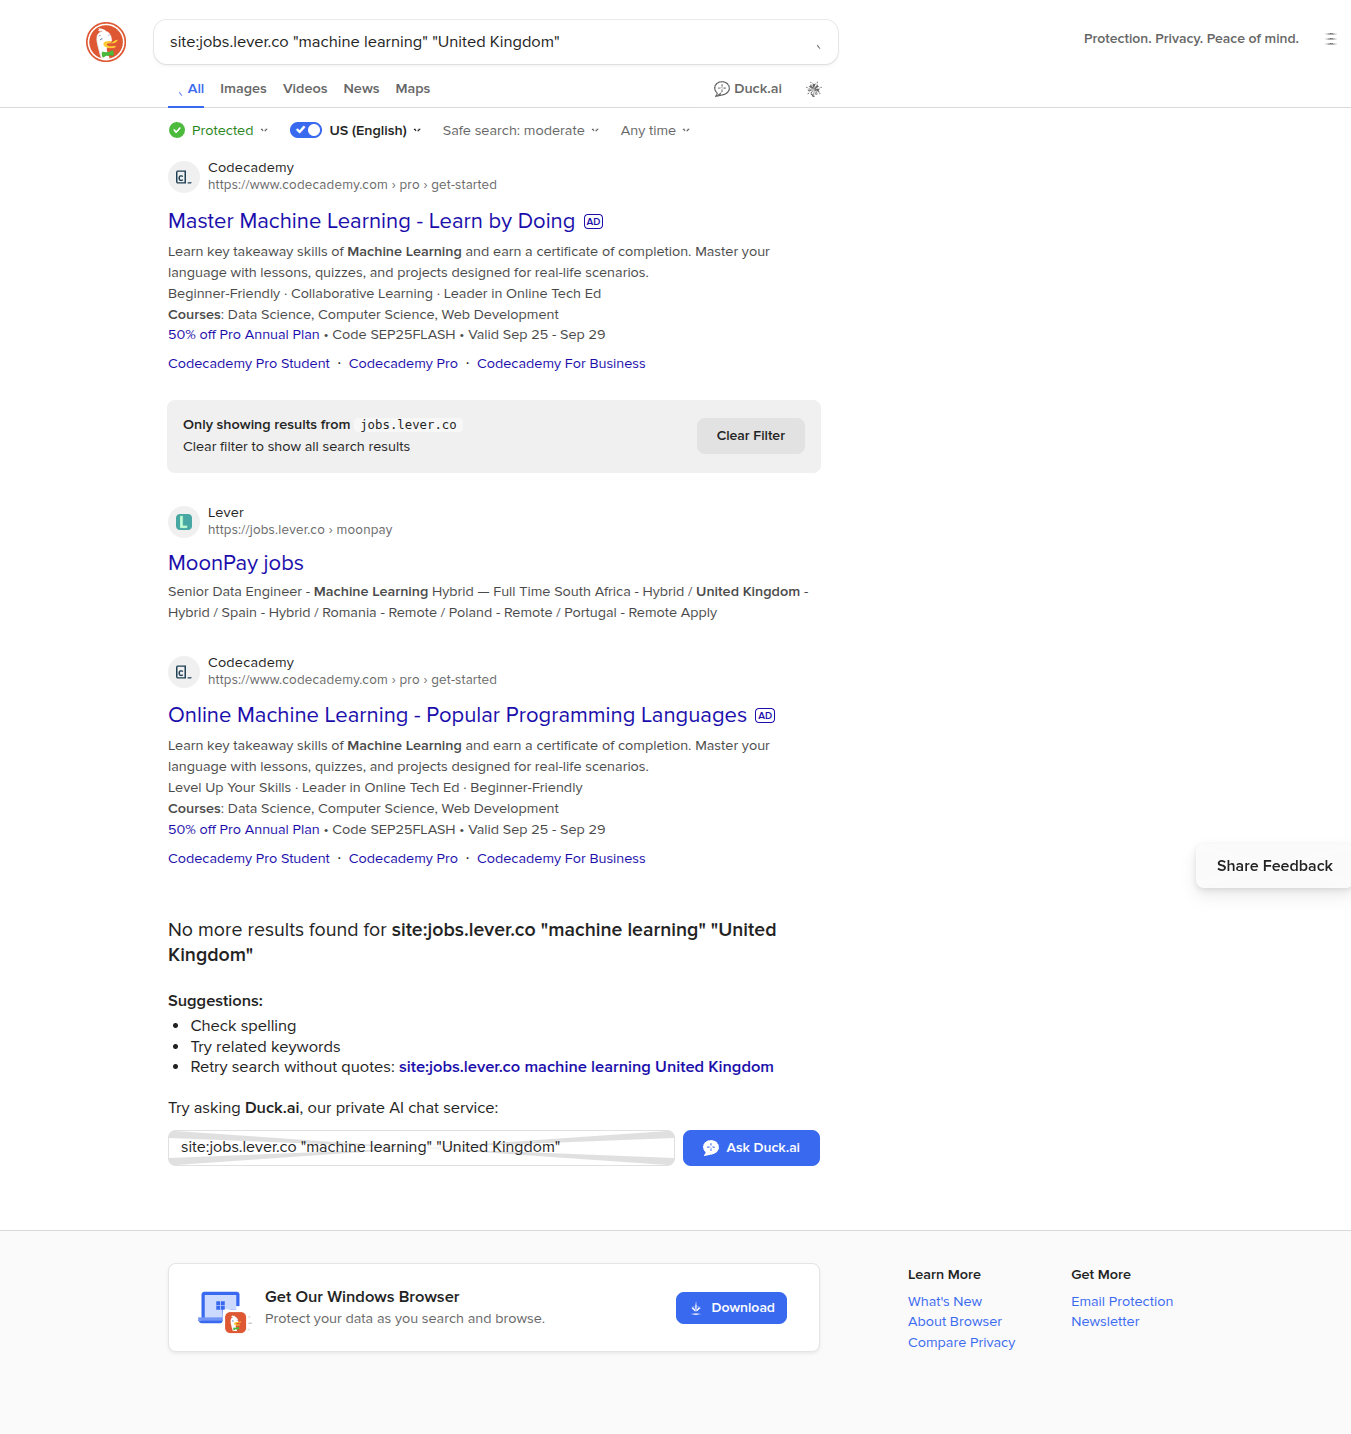 site:jobs.lever.co "machine learning" "United Kingdom"
Protection. Privacy. Peace of mind.
All Images Videos News Maps Duck.ai
Protected US (English) Safe search: moderate Any time
Codecademy
https://www.codecademy.com › pro › get-started
Master Machine Learning - Learn by Doing AD
Learn key takeaway skills of Machine Learning and earn a certificate of completion. Master your
language with lessons, quizzes, and projects designed for real-life scenarios.
Beginner-Friendly · Collaborative Learning · Leader in Online Tech Ed
Courses: Data Science, Computer Science, Web Development
50% off Pro Annual Plan • Code SEP25FLASH • Valid Sep 25 - Sep 29
Codecademy Pro Student · Codecademy Pro · Codecademy For Business
Only showing results from jobs.lever.co
Clear filter to show all search results
Clear Filter
Lever
https://jobs.lever.co › moonpay
MoonPay jobs
Senior Data Engineer - Machine Learning Hybrid — Full Time South Africa - Hybrid / United Kingdom -
Hybrid / Spain - Hybrid / Romania - Remote / Poland - Remote / Portugal - Remote Apply
Codecademy
https://www.codecademy.com › pro › get-started
Online Machine Learning - Popular Programming Languages AD
Learn key takeaway skills of Machine Learning and earn a certificate of completion. Master your
language with lessons, quizzes, and projects designed for real-life scenarios.
Level Up Your Skills · Leader in Online Tech Ed · Beginner-Friendly
Courses: Data Science, Computer Science, Web Development
50% off Pro Annual Plan • Code SEP25FLASH • Valid Sep 25 - Sep 29
Codecademy Pro Student · Codecademy Pro · Codecademy For Business
Share Feedback
No more results found for site:jobs.lever.co "machine learning" "United
Kingdom"
Suggestions:
• Check spelling
• Try related keywords
• Retry search without quotes: site:jobs.lever.co machine learning United Kingdom
Try asking Duck.ai, our private AI chat service:
site:jobs.lever.co "machine learning" "United Kingdom"
Ask Duck.ai
Get Our Windows Browser
Protect your data as you search and browse.
Download
Learn More
What's New
About Browser
Compare Privacy
Get More
Email Protection
Newsletter